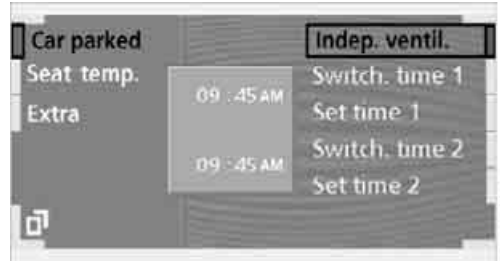 Car parked
Seat temp.
Extra
09 : 45 AM
09 : 45 AM
Indep. ventil.
Switch. time 1
Set time 1
Switch. time 2
Set time 2